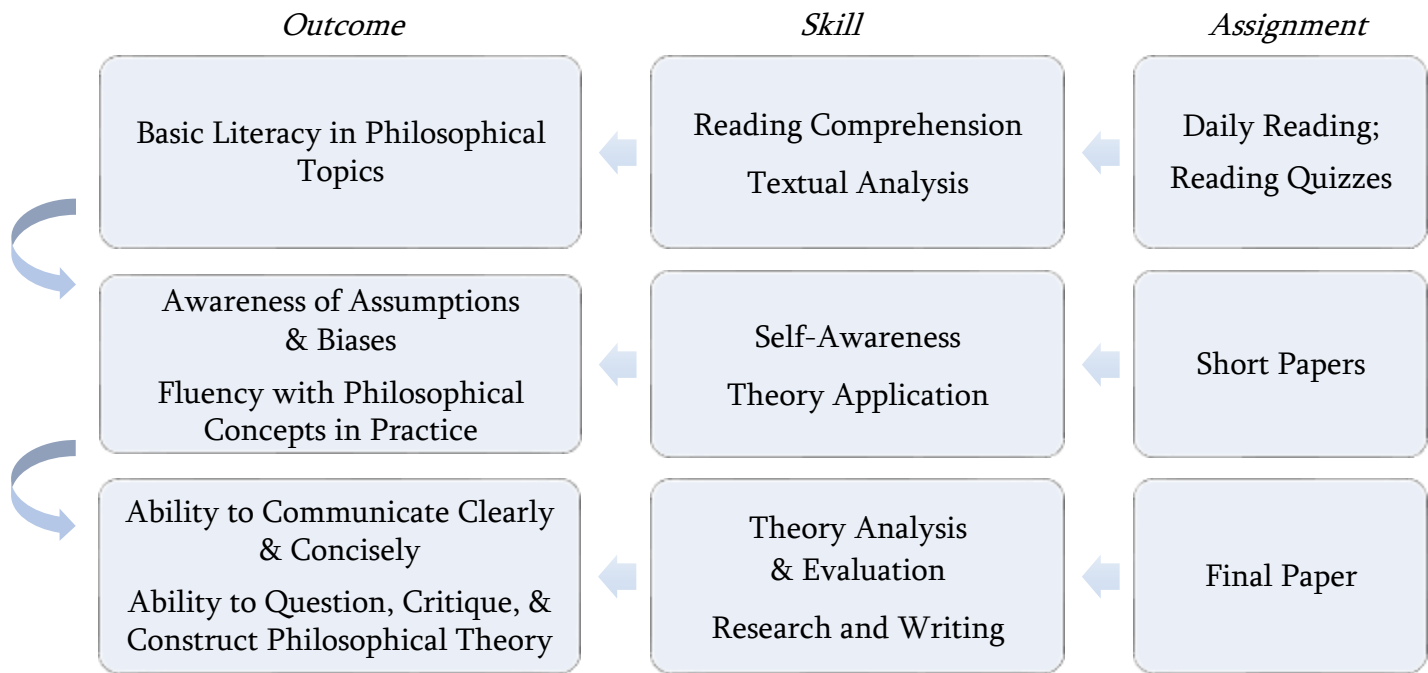 Outcome
Skill
Assignment
Basic Literacy in Philosophical
Topics
Reading Comprehension
Textual Analysis
Daily Reading;
Reading Quizzes
Awareness of Assumptions
& Biases
Fluency with Philosophical
Concepts in Practice
Self-Awareness
Theory Application
Short Papers
Ability to Communicate Clearly
& Concisely
Ability to Question, Critique, &
Construct Philosophical Theory
Theory Analysis
& Evaluation
Research and Writing
Final Paper